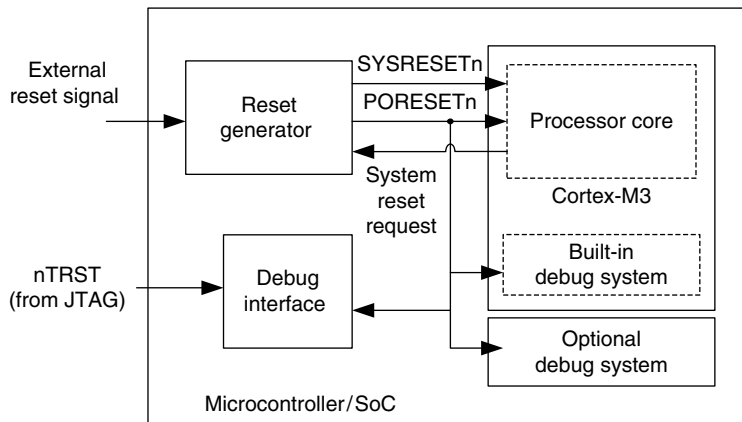 External
reset signal
Reset
generator
SYSRESETn
PORESETn
System
reset
request
Processor core
Cortex-M3
nTRST
(from JTAG)
Debug
interface
Built-in
debug system
Optional
debug system
Microcontroller/SoC